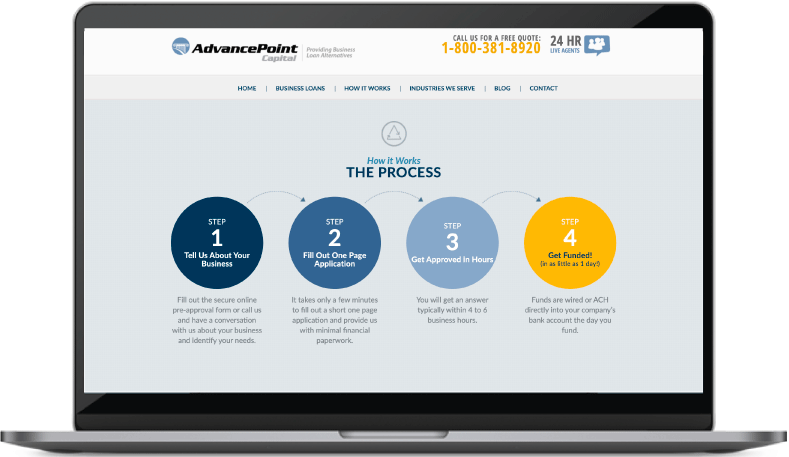 AdvancePoint
Capital
Providing Business
Loan Alternatives
CALL US FOR A FREE QUOTE:
1-800-381-8920
24 HR
LIVE AGENTS
HOME | BUSINESS LOANS | HOW IT WORKS | INDUSTRIES WE SERVE | BLOG | CONTACT
How it Works
THE PROCESS
STEP
1
Tell Us About Your
Business
Fill out the secure online
pre-approval form or call us
and have a conversation
with us about your business
and identify your needs.
STEP
2
Fill Out One Page
Application
It takes only a few minutes
to fill out a short one page
application and provide us
with minimal financial
paperwork.
STEP
3
Get Approved In Hours
You will get an answer
typically within 4 to 6
business hours.
STEP
4
Get Funded!
(in as little as 1 day!)
Funds are wired or ACH
directly into your company's
bank account the day you
fund.